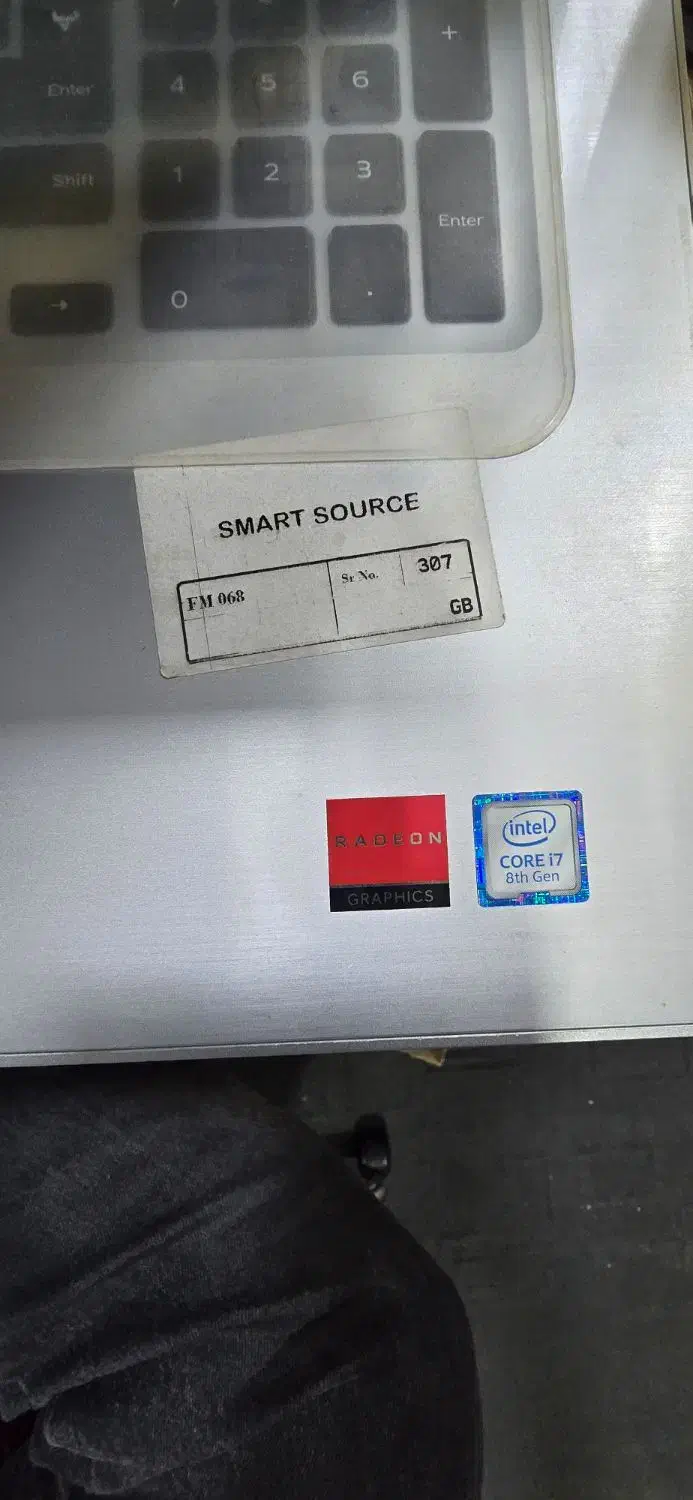 +
Enter 4 5 6
Shift 1 2 3
Enter
→ 0 .
SMART SOURCE
FM 068 Sr No. 307
GB
RADEON
GRAPHICS
intel
CORE i7
8th Gen